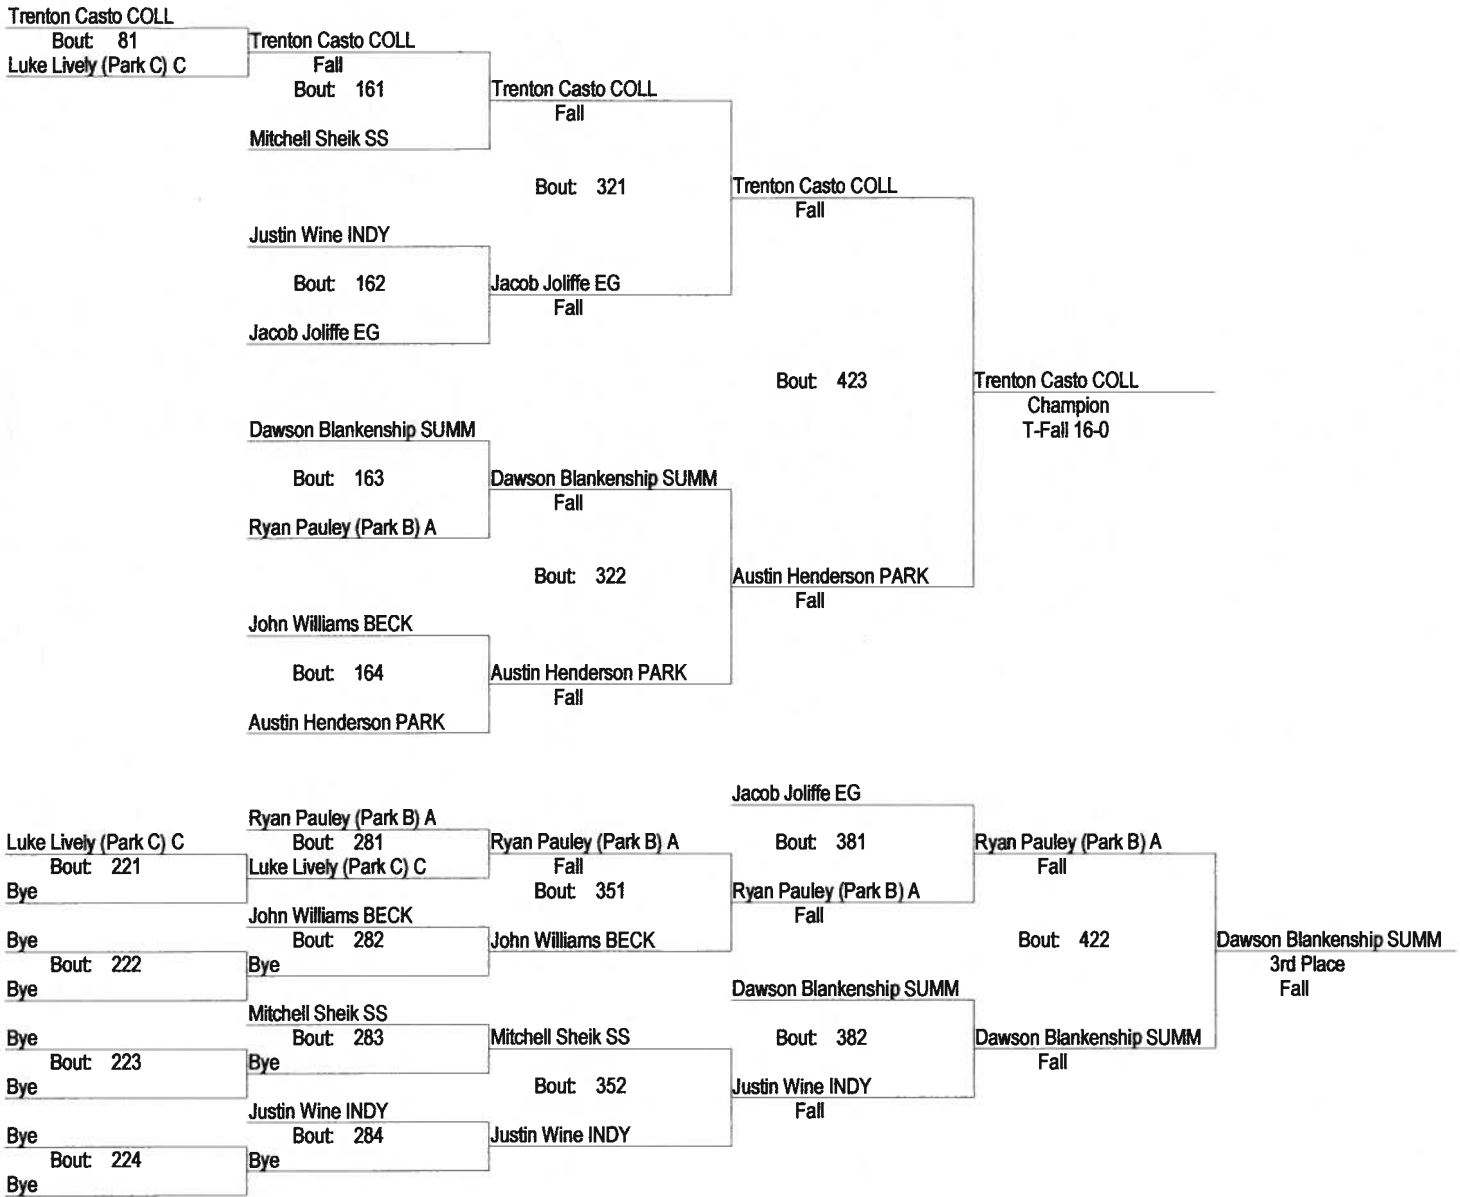 Trenton Casto COLL
Bout: 81
Luke Lively (Park C) C
Trenton Casto COLL
Fall
Bout: 161
Mitchell Sheik SS
Trenton Casto COLL
Fall
Bout: 321
Justin Wine INDY
Bout: 162
Jacob Joliffe EG
Jacob Joliffe EG
Fall
Trenton Casto COLL
Fall
Bout: 423
Dawson Blankenship SUMM
Bout: 163
Ryan Pauley (Park B) A
Dawson Blankenship SUMM
Fall
Bout: 322
John Williams BECK
Bout: 164
Austin Henderson PARK
Austin Henderson PARK
Fall
Austin Henderson PARK
Fall
Trenton Casto COLL
Champion
T-Fall 16-0
Luke Lively (Park C) C
Bout: 221
Bye
Bye
Bout: 222
Bye
Bye
Bout: 223
Bye
Bye
Bout: 224
Bye
Ryan Pauley (Park B) A
Bout: 281
Luke Lively (Park C) C
John Williams BECK
Bout: 282
Bye
Mitchell Sheik SS
Bout: 283
Bye
Justin Wine INDY
Bout: 284
Bye
Ryan Pauley (Park B) A
Fall
Bout: 351
John Williams BECK
Mitchell Sheik SS
Bout: 352
Justin Wine INDY
Jacob Joliffe EG
Bout: 381
Ryan Pauley (Park B) A
Fall
Dawson Blankenship SUMM
Bout: 382
Justin Wine INDY
Fall
Ryan Pauley (Park B) A
Fall
Bout: 422
Dawson Blankenship SUMM
Fall
Dawson Blankenship SUMM
3rd Place
Fall